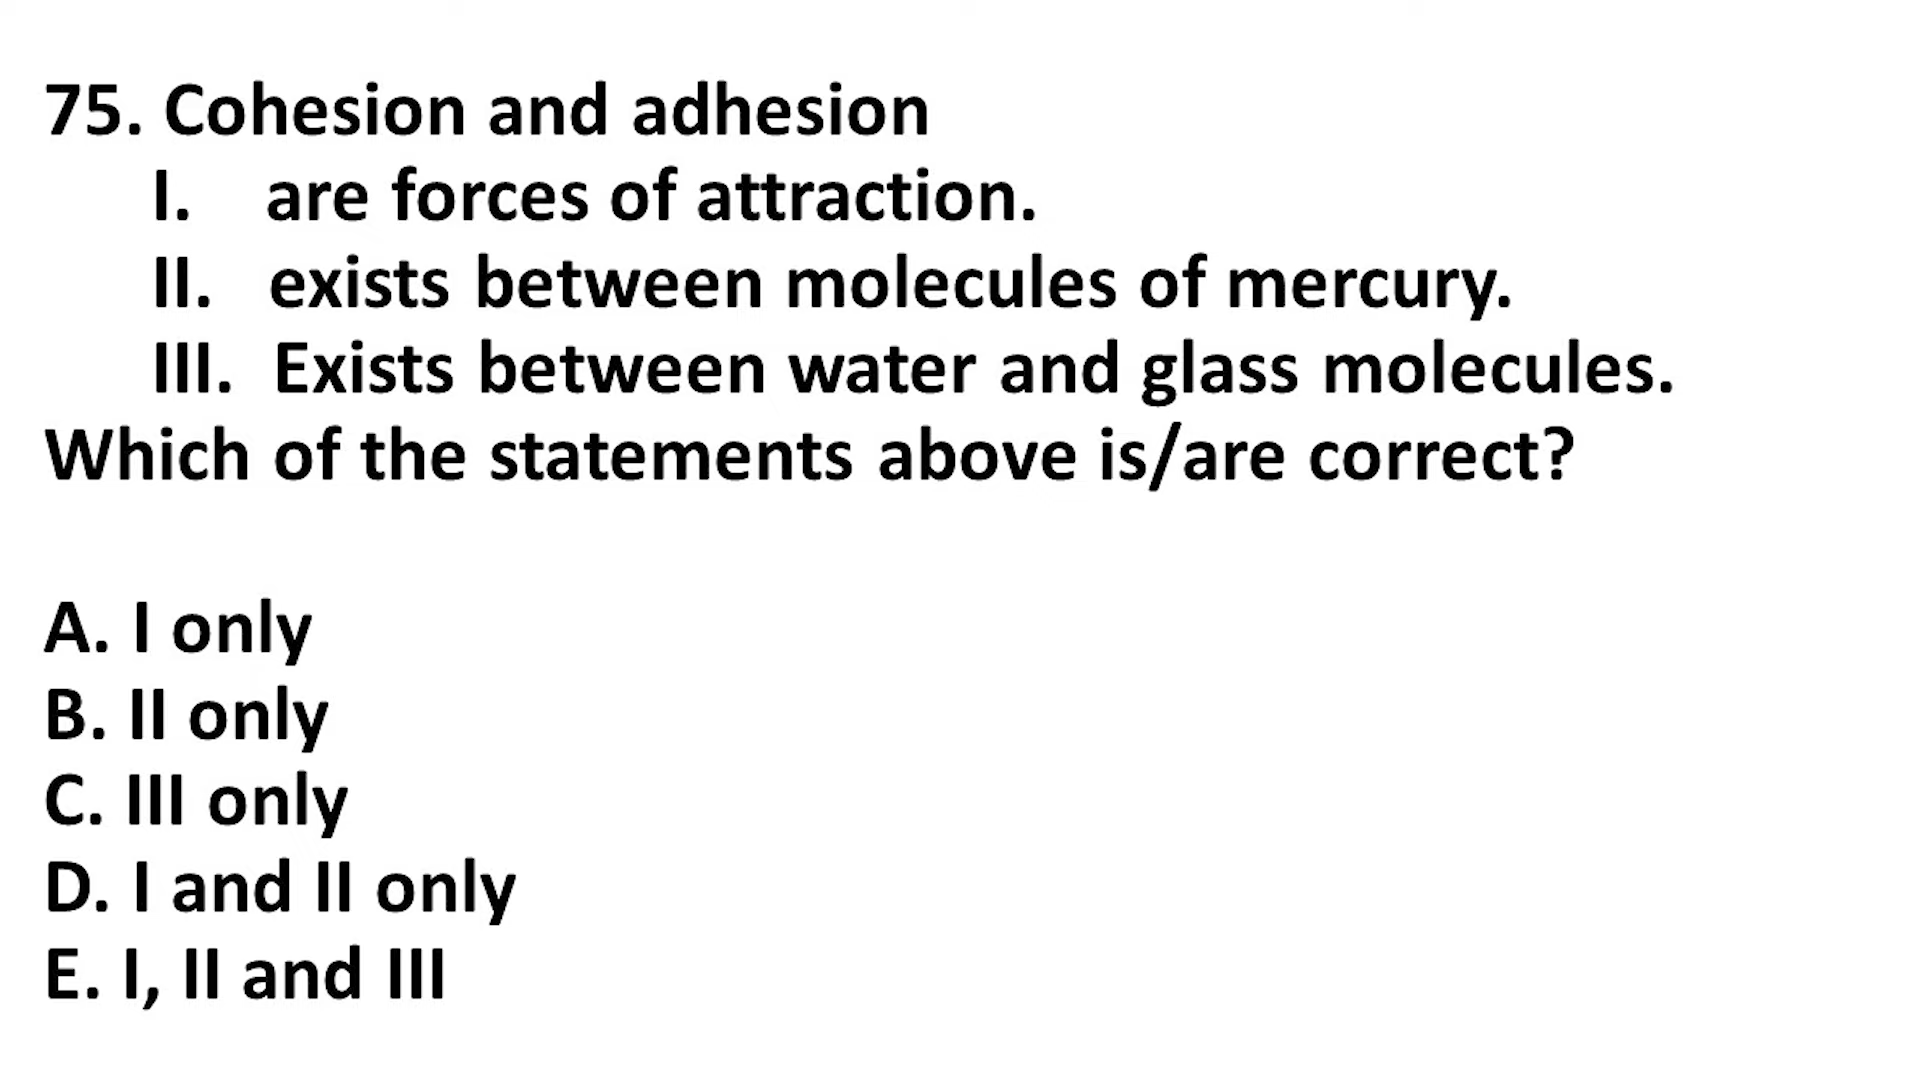 75. Cohesion and adhesion
I. are forces of attraction.
II. exists between molecules of mercury.
III. Exists between water and glass molecules.
Which of the statements above is/are correct?
A. I only
B. II only
C. III only
D. I and II only
E. I, II and III